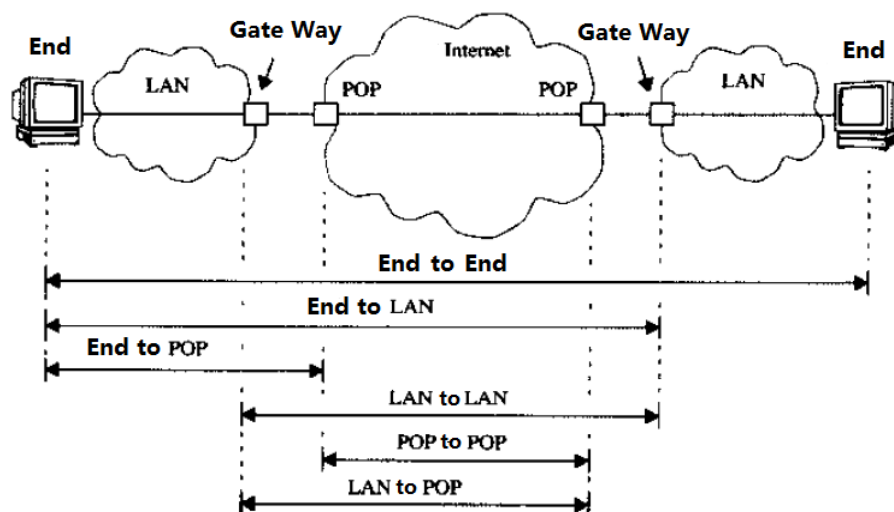 End
Gate Way
Internet
Gate Way
End
LAN
POP
POP
LAN
End to End
End to LAN
End to POP
LAN to LAN
POP to POP
LAN to POP